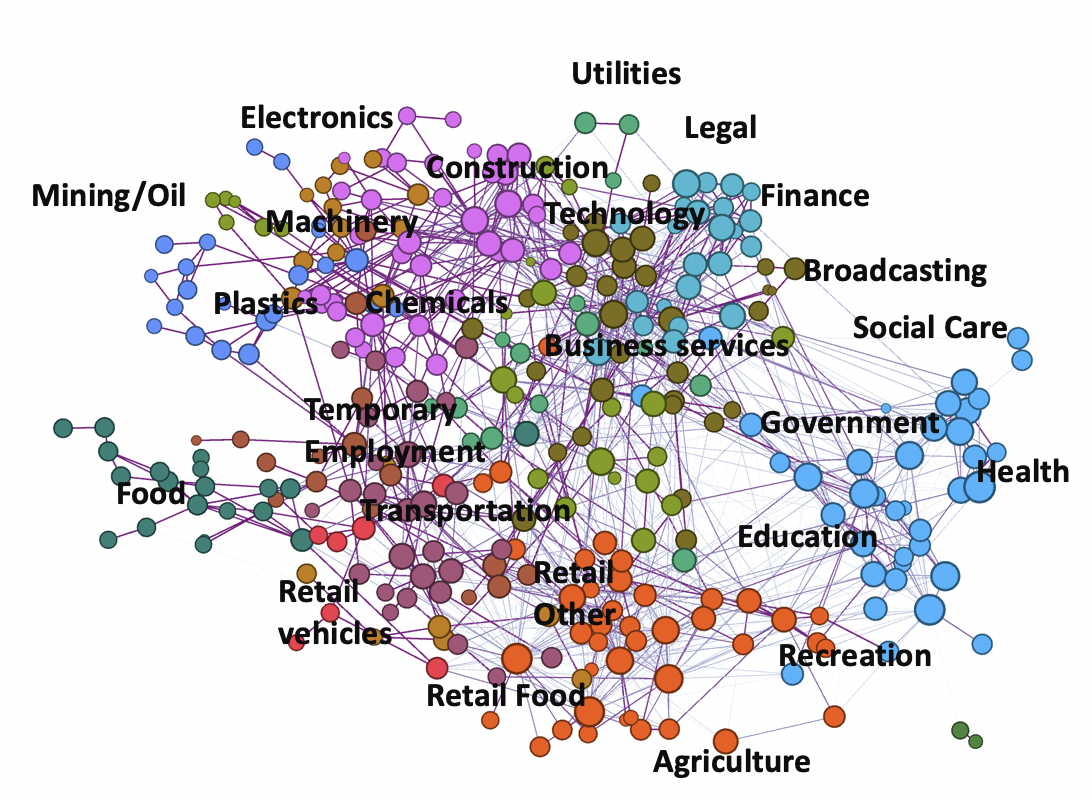 Utilities
Electronics
Legal
Construction
Mining/Oil
Finance
Machinery
Technology
Broadcasting
Plastics
Chemicals
Social Care
Business services
Temporary
Employment
Government
Health
Food
Transportation
Education
Retail
vehicles
Retail
Other
Recreation
Retail Food
Agriculture